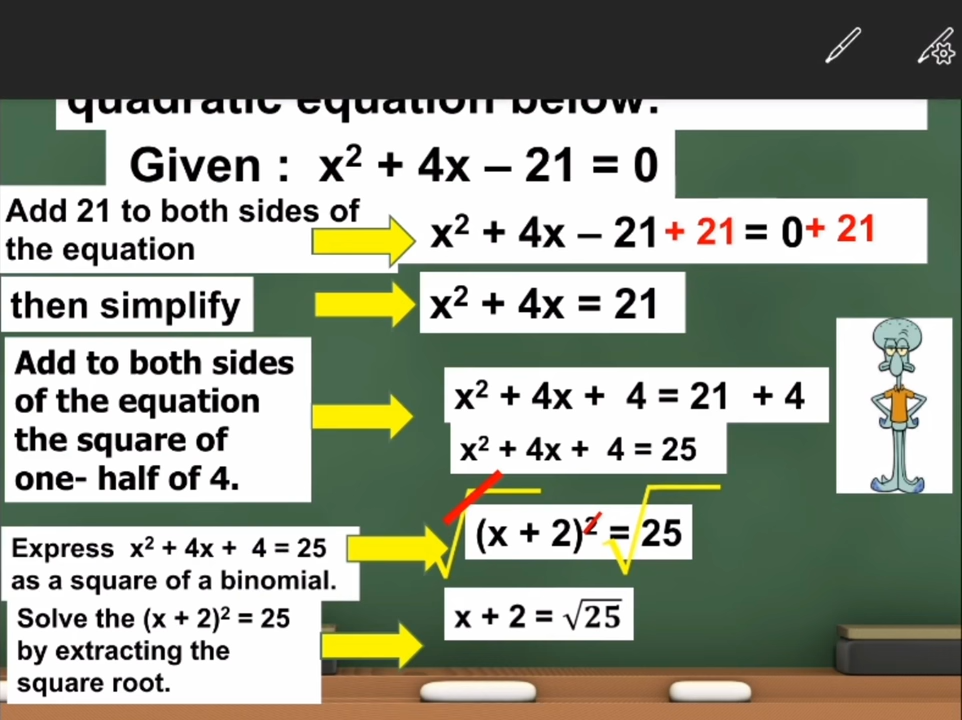 quadratic equation below.
Given : x² + 4x – 21 = 0
Add 21 to both sides of
the equation
x² + 4x – 21 + 21 = 0 + 21
then simplify
x² + 4x = 21
Add to both sides
of the equation
the square of
one- half of 4.
x² + 4x + 4 = 21 + 4
x² + 4x + 4 = 25
Express x² + 4x + 4 = 25
as a square of a binomial.
√(x + 2)² = √25
Solve the (x + 2)² = 25
by extracting the
square root.
x + 2 = √25